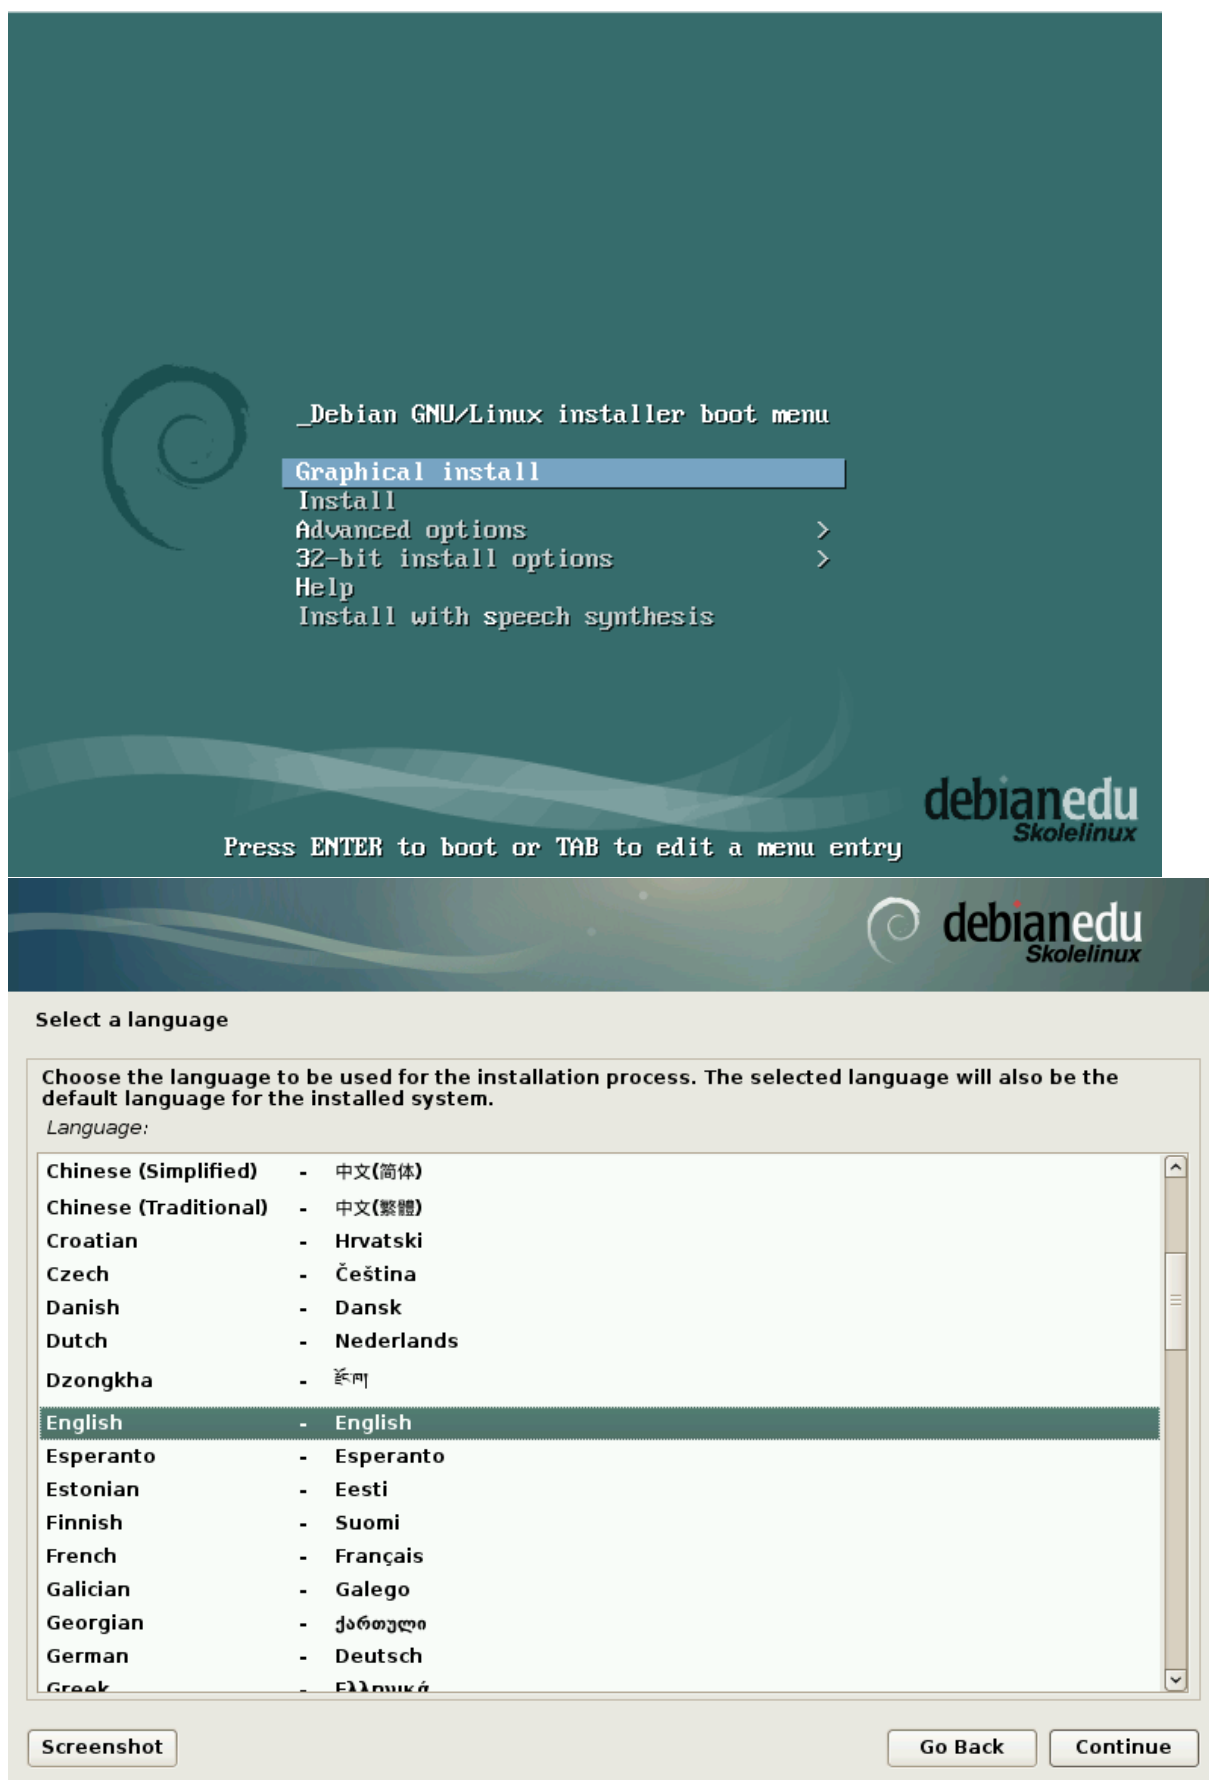 _Debian GNU/Linux installer boot menu
Graphical install
Install
Advanced options >
32-bit install options >
Help
Install with speech synthesis
debianedu
Skolelinux
Press ENTER to boot or TAB to edit a menu entry
debianedu
Skolelinux
Select a language
Choose the language to be used for the installation process. The selected language will also be the
default language for the installed system.
Language:
Chinese (Simplified) - 中文(简体)
Chinese (Traditional) - 中文(繁體)
Croatian - Hrvatski
Czech - Čeština
Danish - Dansk
Dutch - Nederlands
Dzongkha - རྫོང་ཁ།
English - English
Esperanto - Esperanto
Estonian - Eesti
Finnish - Suomi
French - Français
Galician - Galego
Georgian - ქართული
German - Deutsch
Greek - Ελληνικά
Screenshot Go Back Continue